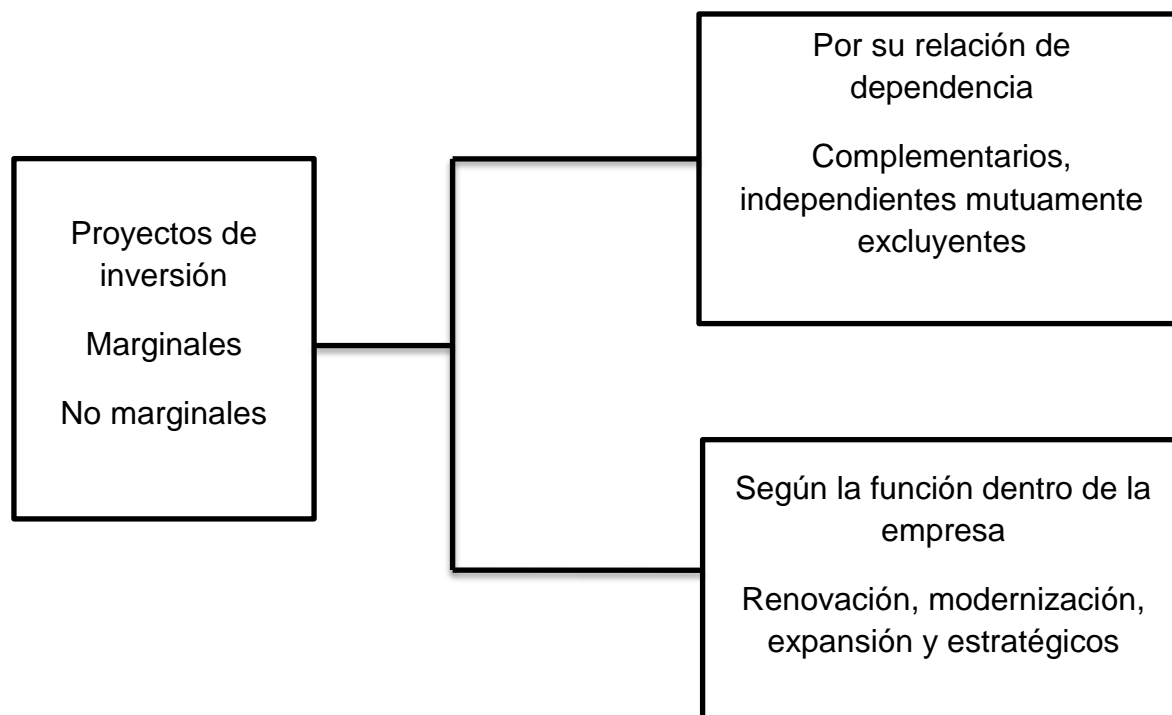 Proyectos de
inversión
Marginales
No marginales
Por su relación de
dependencia
Complementarios,
independientes mutuamente
excluyentes
Según la función dentro de la
empresa
Renovación, modernización,
expansión y estratégicos